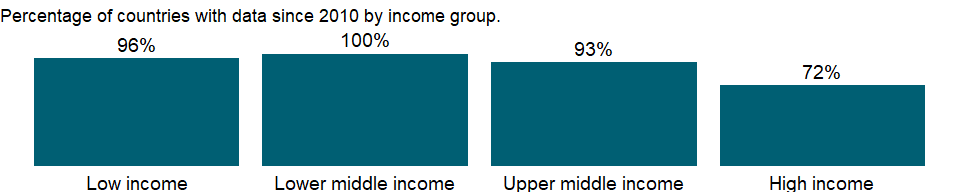 Percentage of countries with data since 2010 by income group.
96%
100%
93%
72%
Low income
Lower middle income
Upper middle income
High income